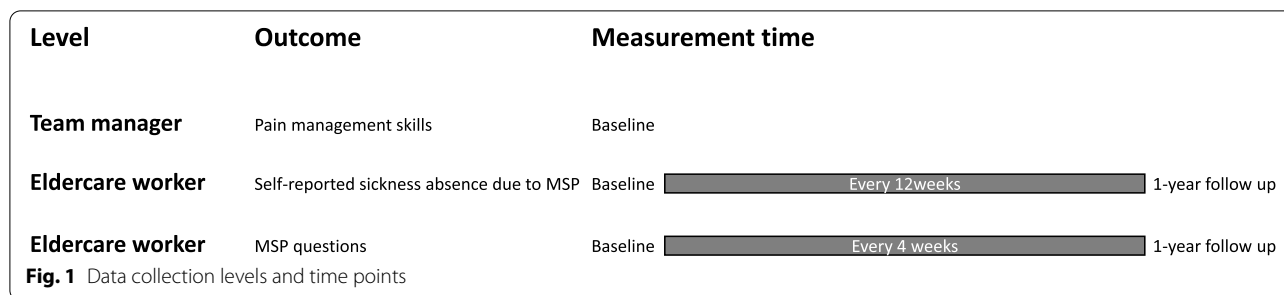 Level Outcome Measurement time
Team manager Pain management skills Baseline
Eldercare worker Self-reported sickness absence due to MSP Baseline Every 12weeks 1-year follow up
Eldercare worker MSP questions Baseline Every 4 weeks 1-year follow up
Fig. 1 Data collection levels and time points